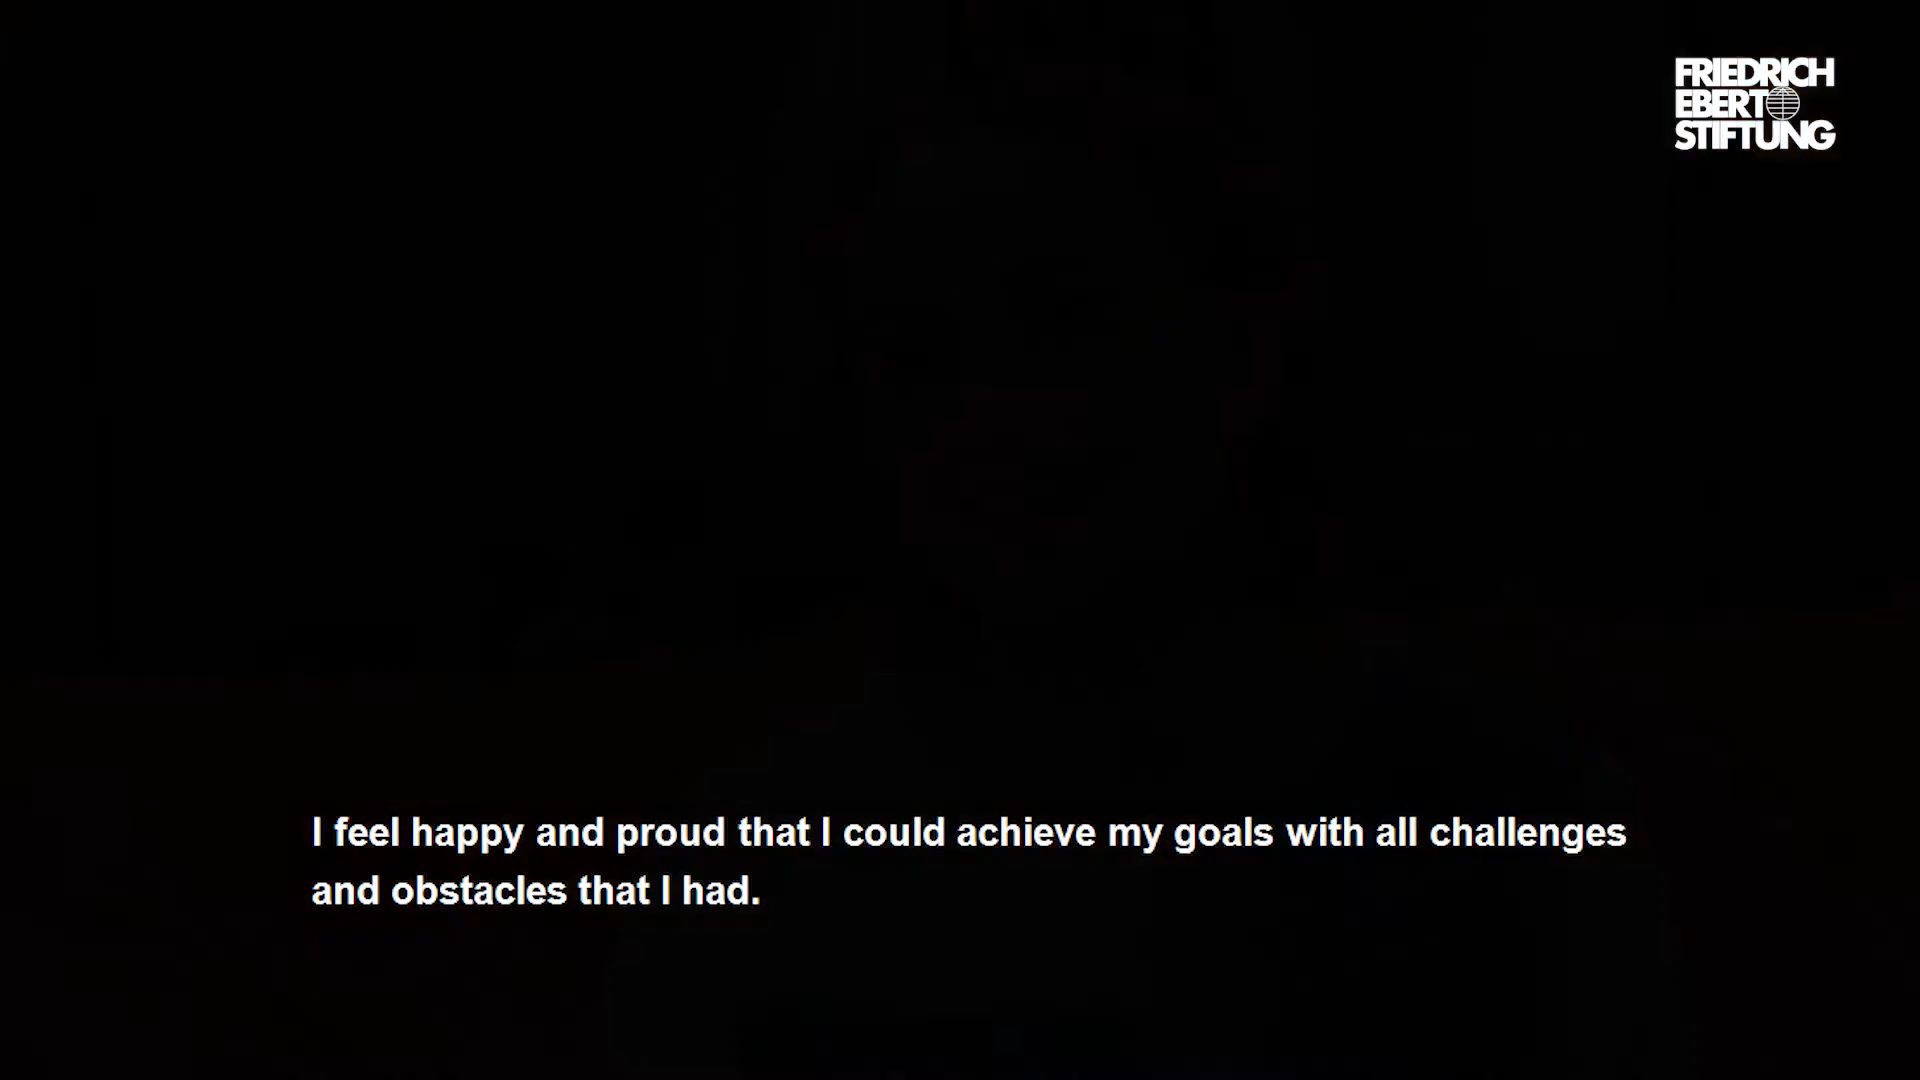 FRIEDRICH
EBERT
STIFTUNG
I feel happy and proud that I could achieve my goals with all challenges
and obstacles that I had.